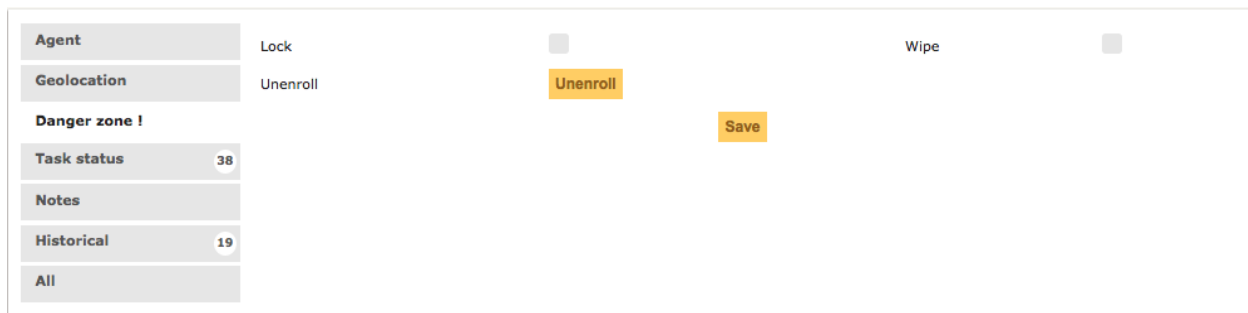 Agent
Geolocation
Danger zone !
Task status 38
Notes
Historical 19
All
Lock Wipe
Unenroll Unenroll
Save